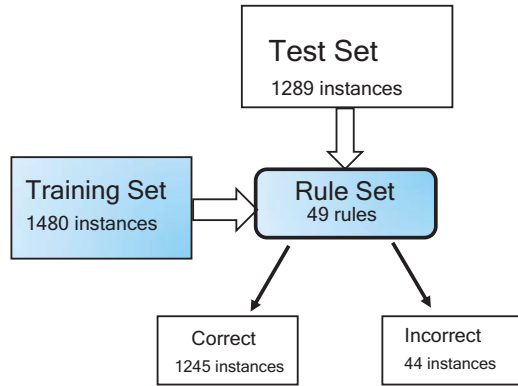 Test Set
1289 instances
Training Set
1480 instances
Rule Set
49 rules
Correct
1245 instances
Incorrect
44 instances